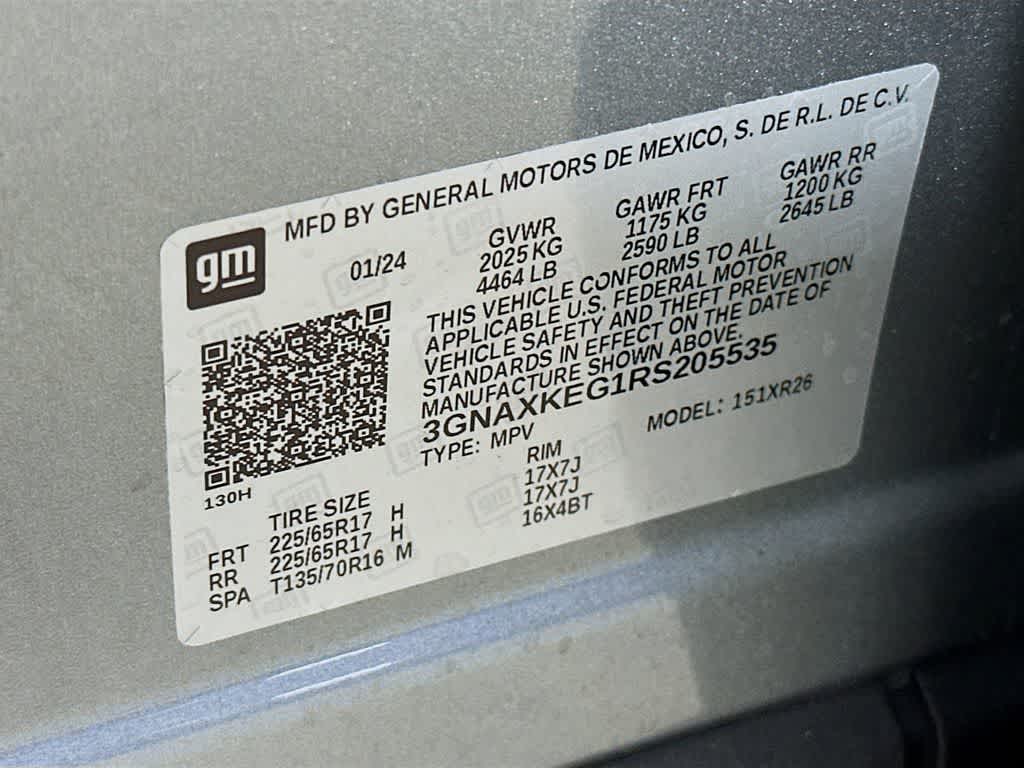 MFD BY GENERAL MOTORS DE MEXICO, S. DE R.L. DE C.V.
gm
01/24
GVWR
2025 KG
4464 LB
GAWR FRT
1175 KG
2590 LB
GAWR RR
1200 KG
2645 LB
THIS VEHICLE CONFORMS TO ALL
APPLICABLE U.S. FEDERAL MOTOR
VEHICLE SAFETY AND THEFT PREVENTION
STANDARDS IN EFFECT ON THE DATE OF
MANUFACTURE SHOWN ABOVE.
3GNAXKEG1RS205535
TYPE: MPV
MODEL: 151XR26
130H
TIRE SIZE RIM
FRT 225/65R17 H 17X7J
RR 225/65R17 H 17X7J
SPA T135/70R16 M 16X4BT